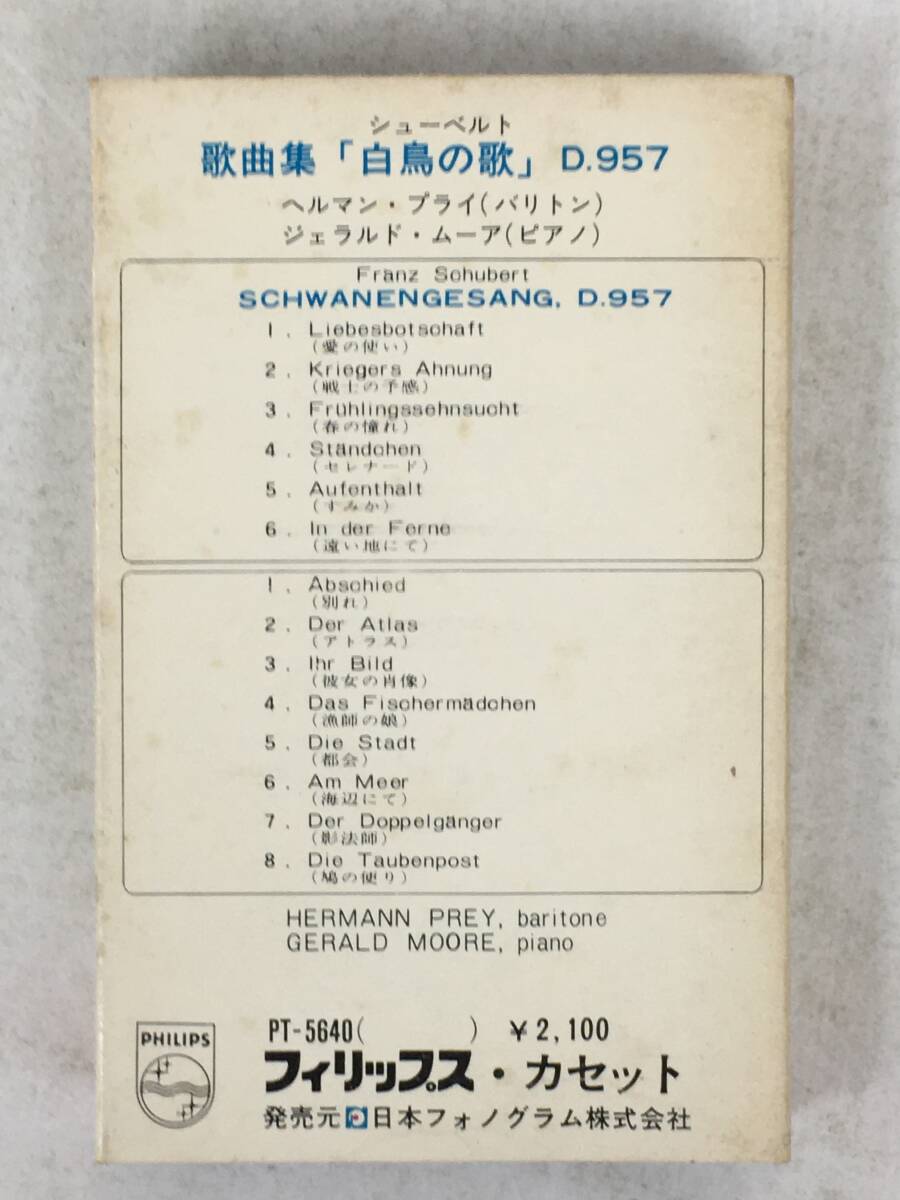 シューベルト
歌曲集「白鳥の歌」D.957
ヘルマン・プライ(バリトン)
ジェラルド・ムーア(ピアノ)
Franz Schubert
SCHWANENGESANG, D.957
1. Liebesbotschaft
(愛の使い)
2. Kriegers Ahnung
(戦士の予感)
3. Frühlingssehnsucht
(春の憧れ)
4. Ständchen
(セレナード)
5. Aufenthalt
(すみか)
6. In der Ferne
(遠い地にて)
1. Abschied
(別れ)
2. Der Atlas
(アトラス)
3. Ihr Bild
(彼女の肖像)
4. Das Fischermädchen
(漁師の娘)
5. Die Stadt
(都会)
6. Am Meer
(海辺にて)
7. Der Doppelgänger
(影法師)
8. Die Taubenpost
(鳩の便り)
HERMANN PREY, baritone
GERALD MOORE, piano
PT-5640( ) ¥2,100
PHILIPS
フィリップス・カセット
発売元 日本フォノグラム株式会社